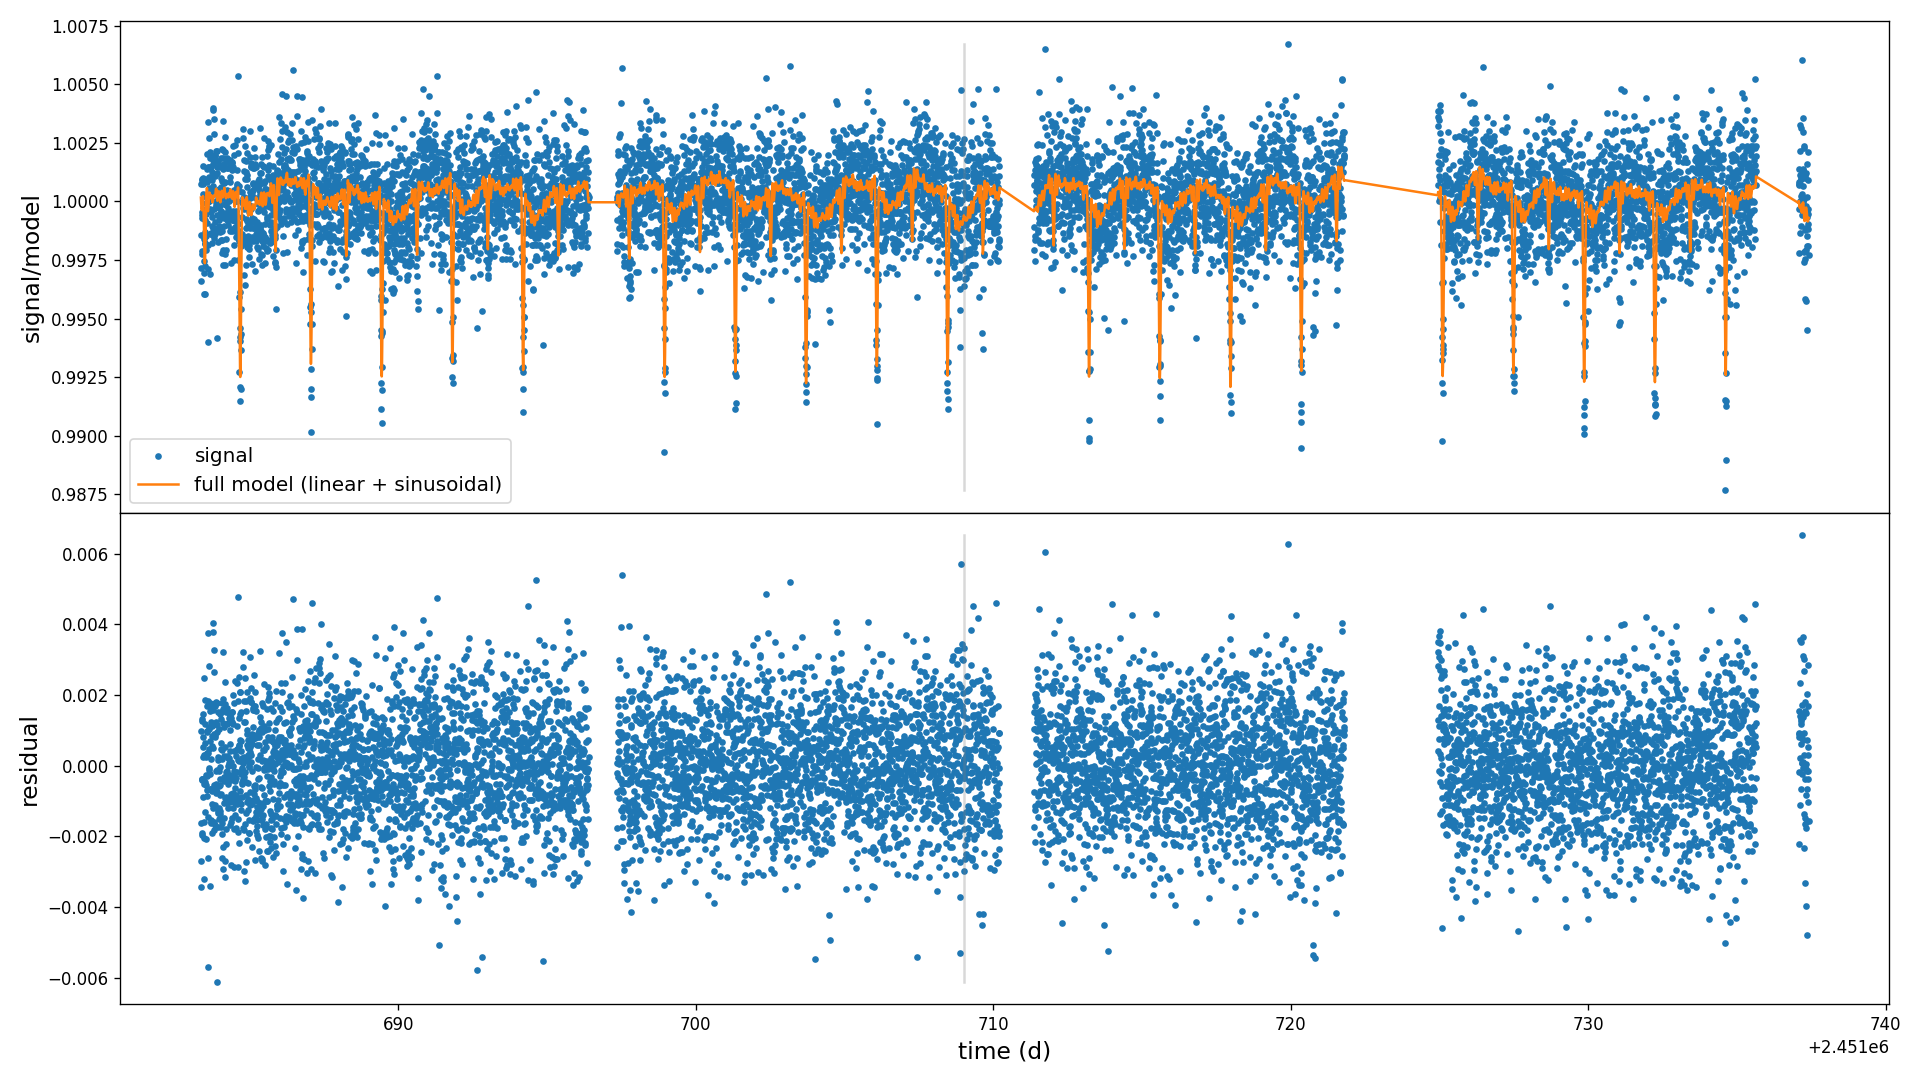 1.0075
1.0050
1.0025
1.0000
0.9975
0.9950
0.9925
0.9900
0.9875
signal/model
signal
full model (linear + sinusoidal)
0.006
0.004
0.002
0.000
−0.002
−0.004
−0.006
residual
690 700 710 720 730 740
+2.451e6
time (d)